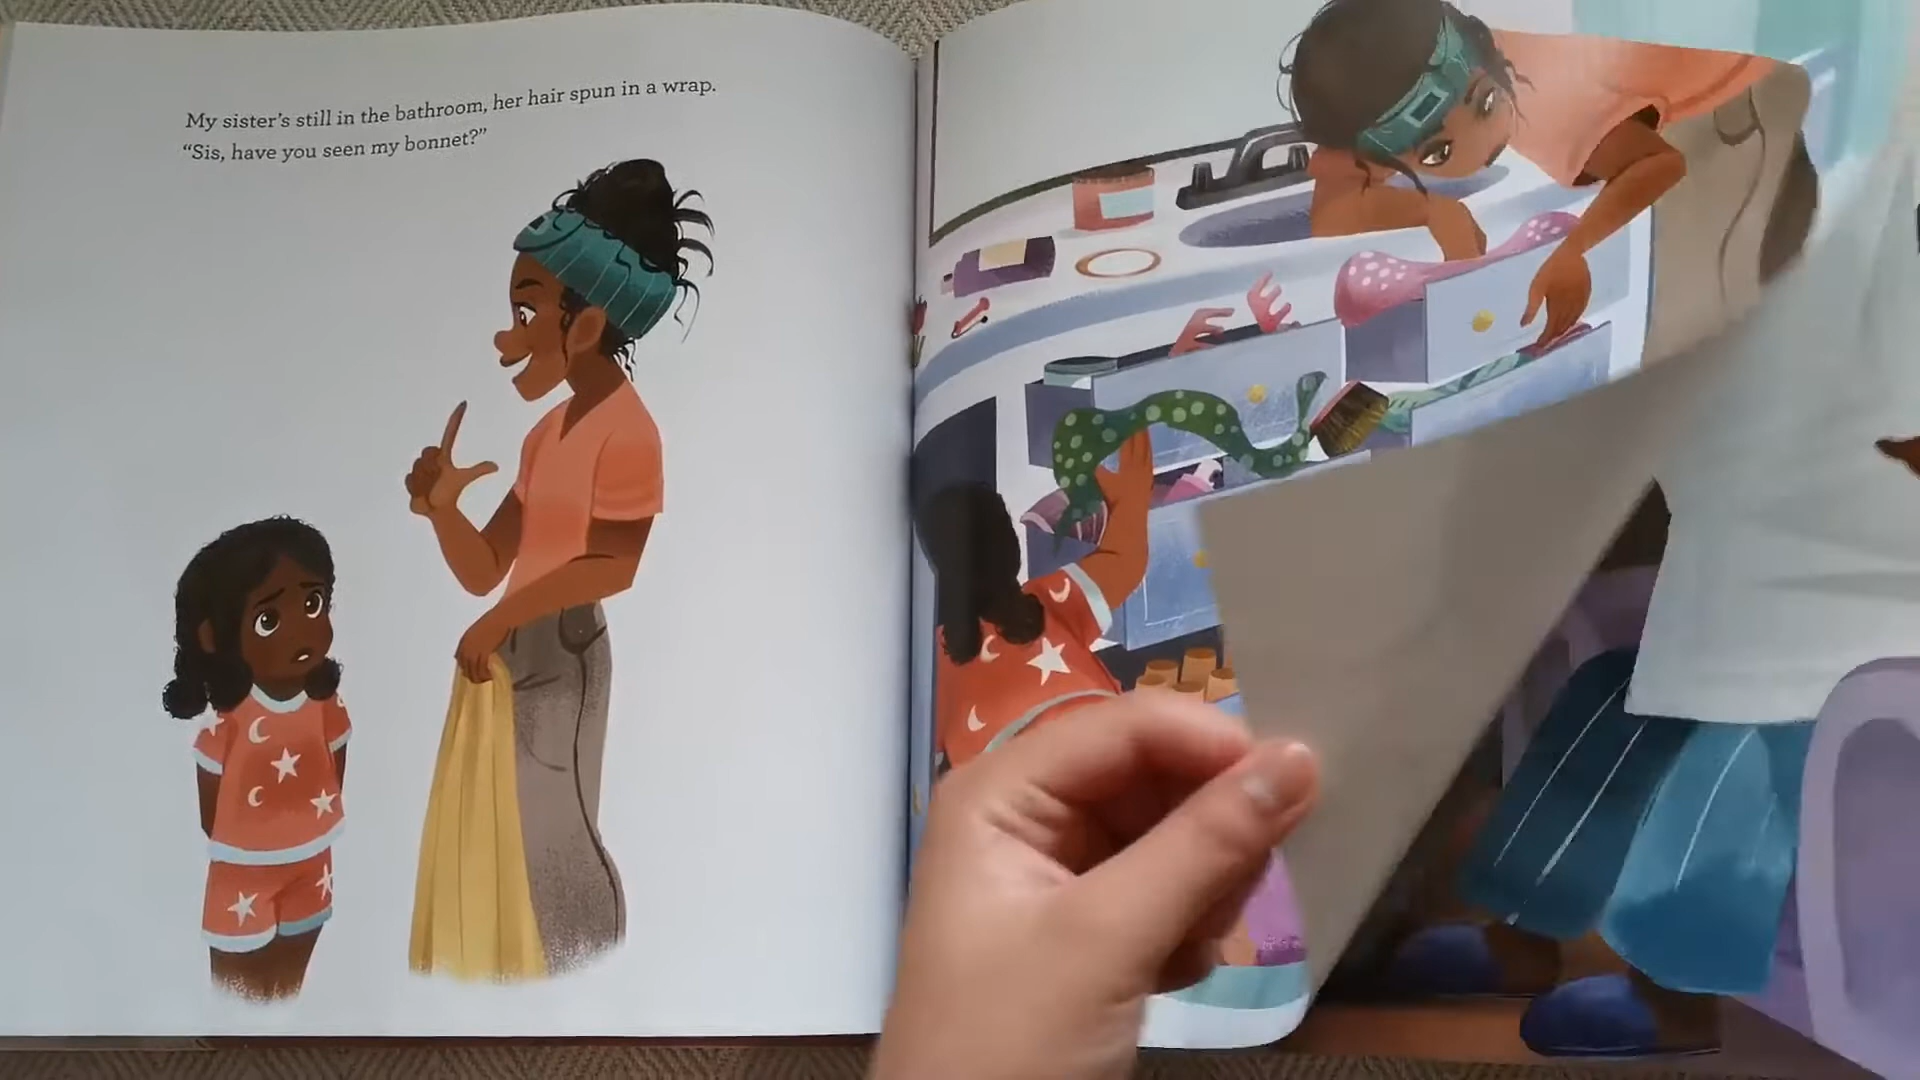 My sister's still in the bathroom, her hair spun in a wrap.
“Sis, have you seen my bonnet?”